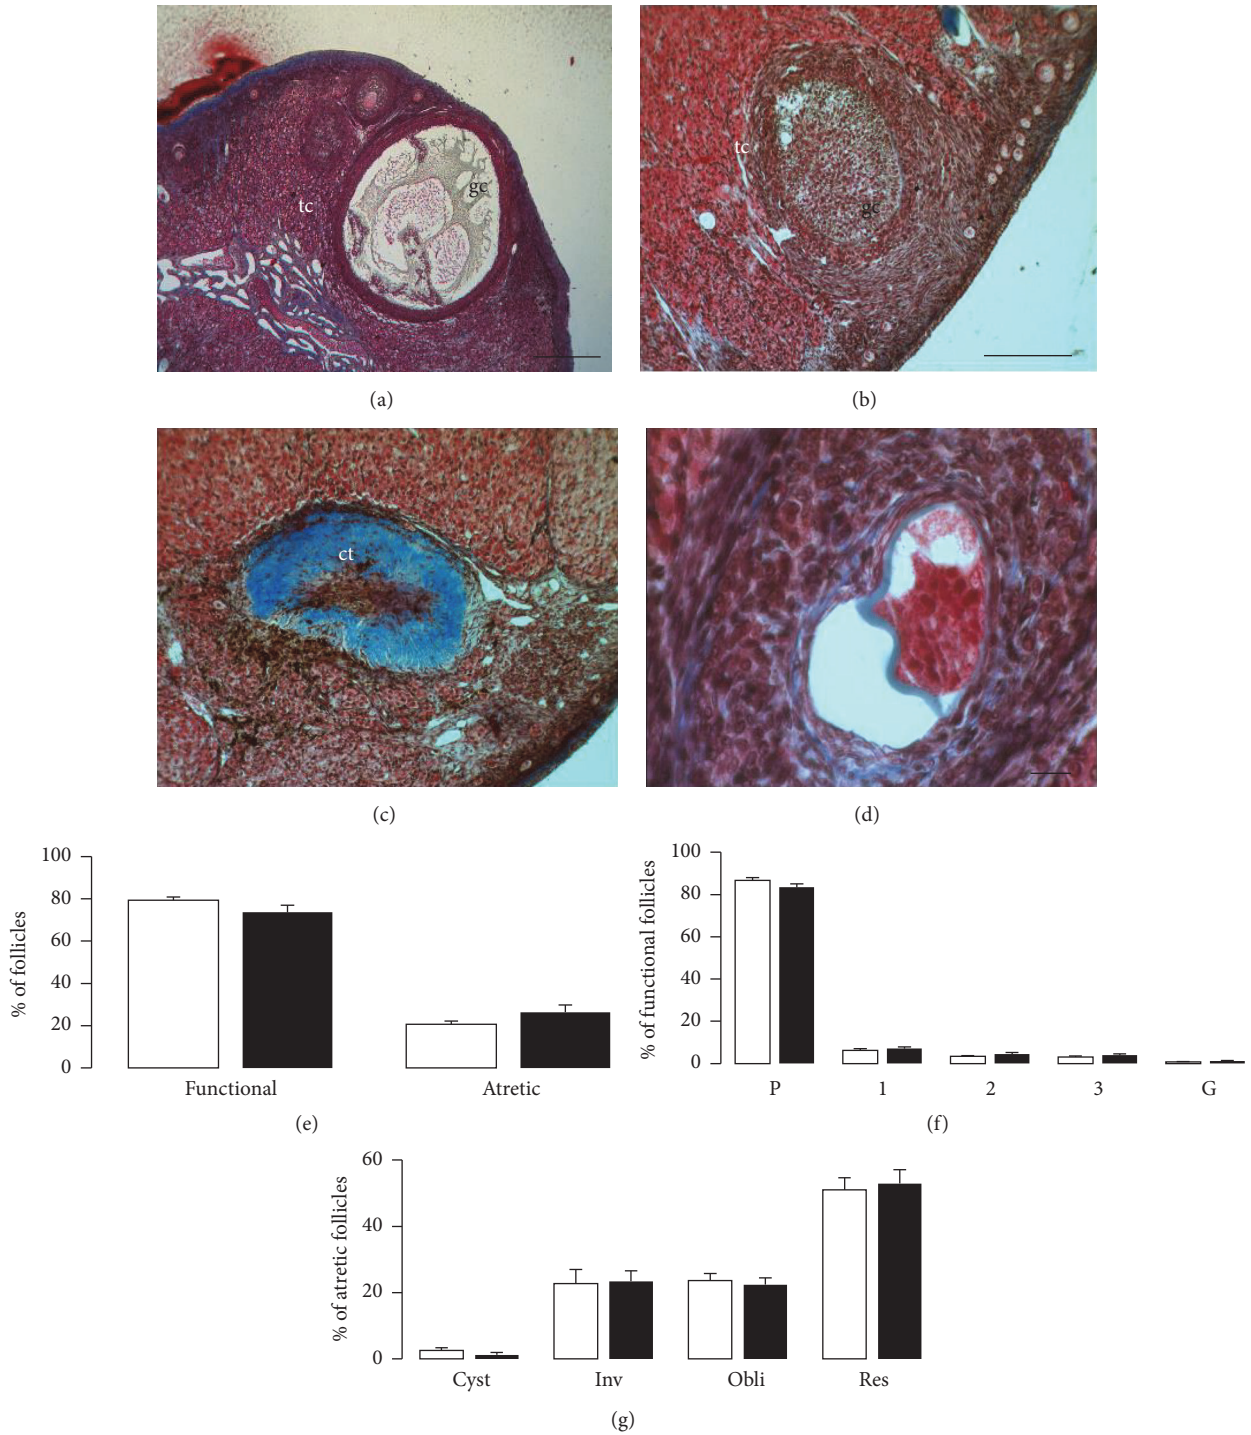 tc
gc
(a)
tc
gc
(b)
ct
(c)
(d)
% of follicles
100
80
60
40
20
0
Functional
Atretic
(e)
% of functional follicles
100
80
60
40
20
0
P
1
2
3
G
(f)
% of atretic follicles
60
40
20
0
Cyst
Inv
Obli
Res
(g)